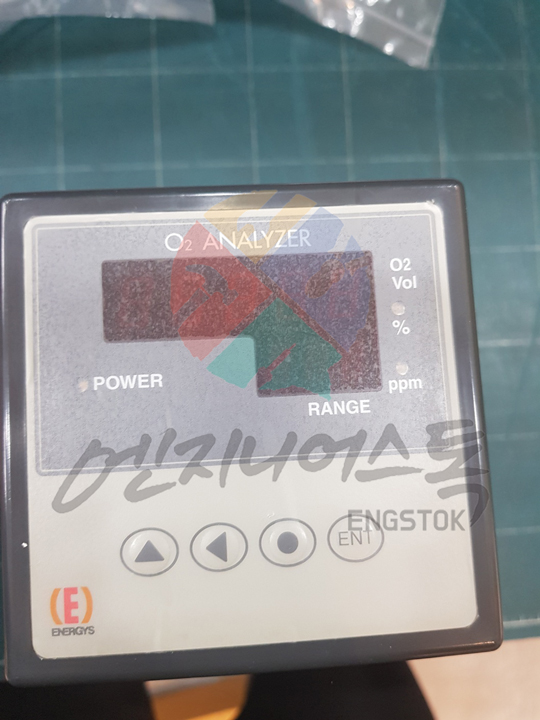 O2 ANALYZER
O2
Vol
%
POWER
ppm
RANGE
엔지니어스톡
ENGSTOK
ENT
(E)
ENERGYS